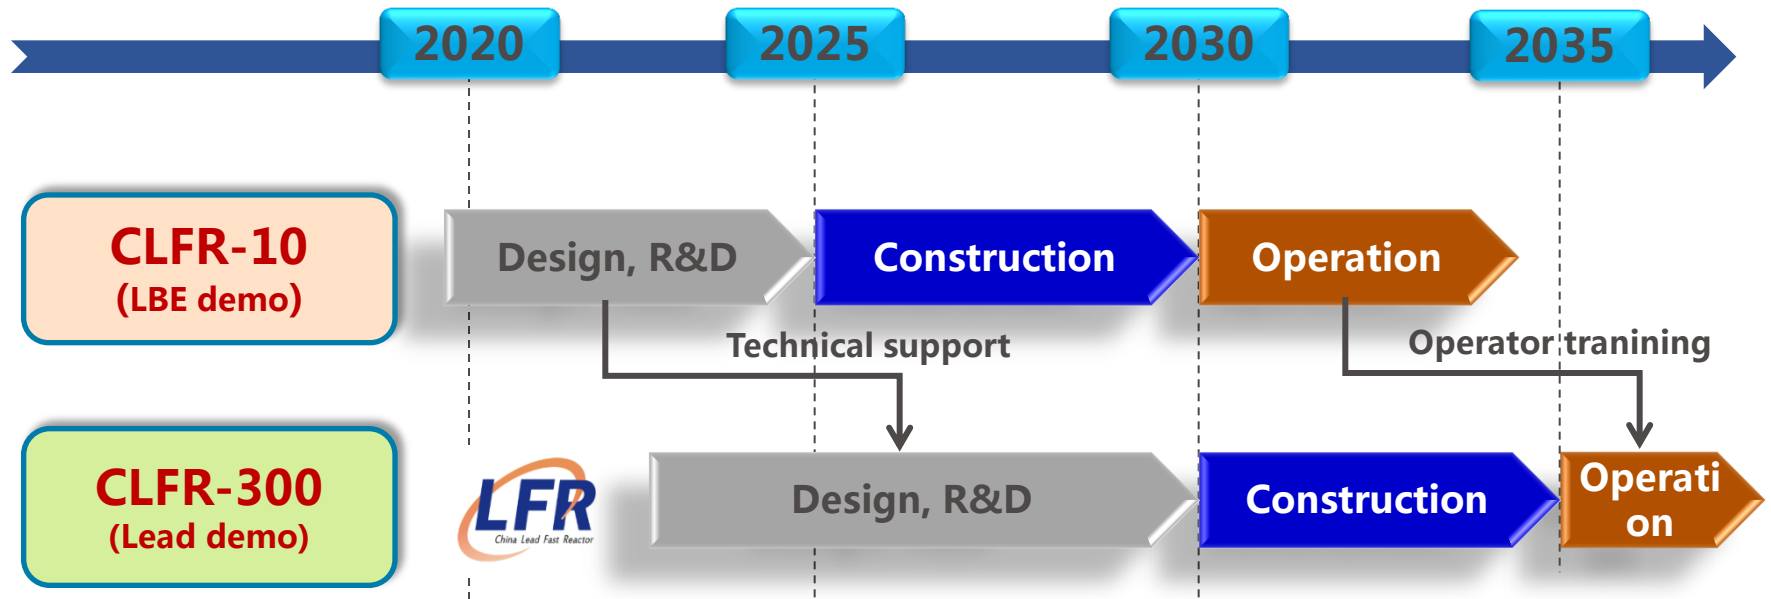 2020
2025
2030
2035
CLFR-10
(LBE demo)
Design, R&D
Construction
Operation
Technical support
Operator tranining
CLFR-300
(Lead demo)
LFR
China Lead Fast Reactor
Design, R&D
Construction
Operati
on